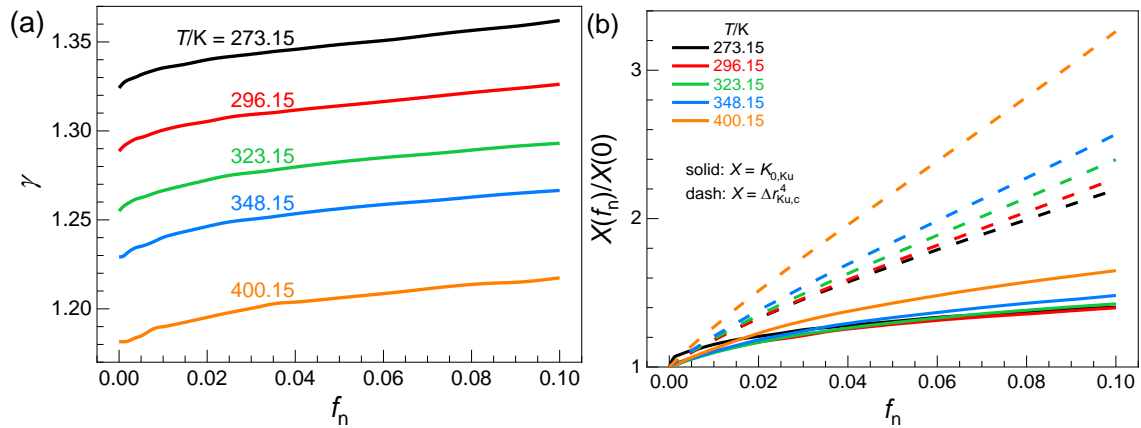 (a)
1.35
1.30
1.25
1.20
γ
T/K = 273.15
296.15
323.15
348.15
400.15
0.00 0.02 0.04 0.06 0.08 0.10
fn
(b)
3
2
1
X(fn)/X(0)
T/K
273.15
296.15
323.15
348.15
400.15
solid: X = K0,Ku
dash: X = Δr⁴Ku,c
0.00 0.02 0.04 0.06 0.08 0.10
fn